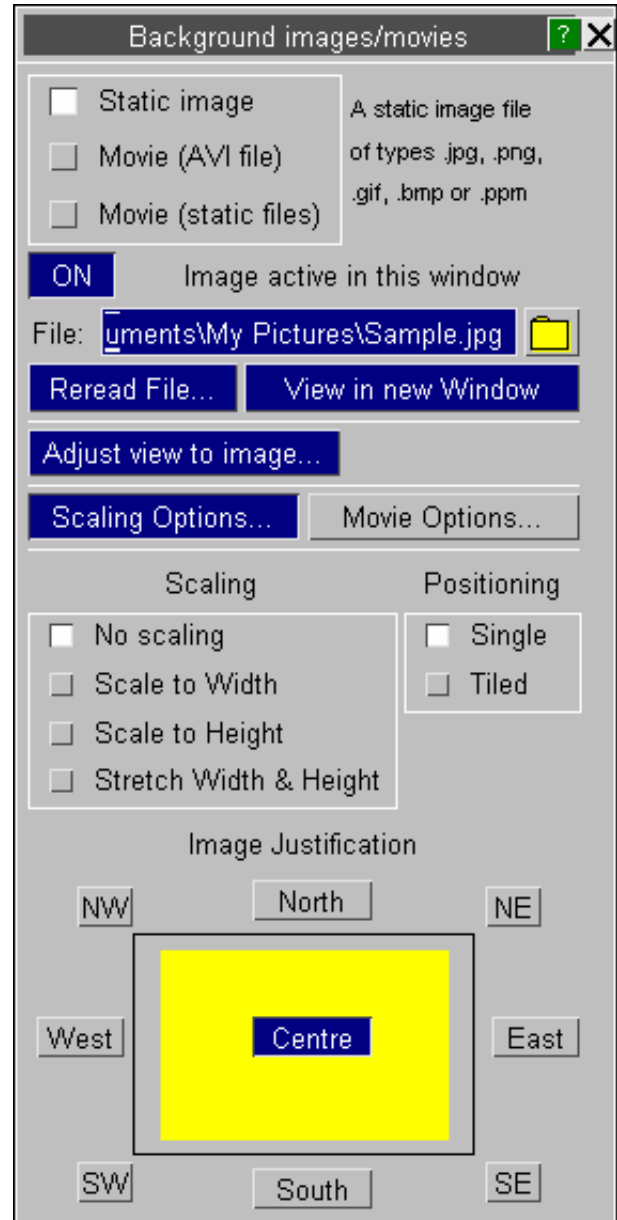 Background images/movies ? X
Static image
Movie (AVI file)
Movie (static files)
A static image file
of types .jpg, .png,
.gif, .bmp or .ppm
ON Image active in this window
File: uments\My Pictures\Sample.jpg
Reread File... View in new Window
Adjust view to image...
Scaling Options... Movie Options...
Scaling
No scaling
Scale to Width
Scale to Height
Stretch Width & Height
Positioning
Single
Tiled
Image Justification
NW North NE
West Centre East
SW South SE